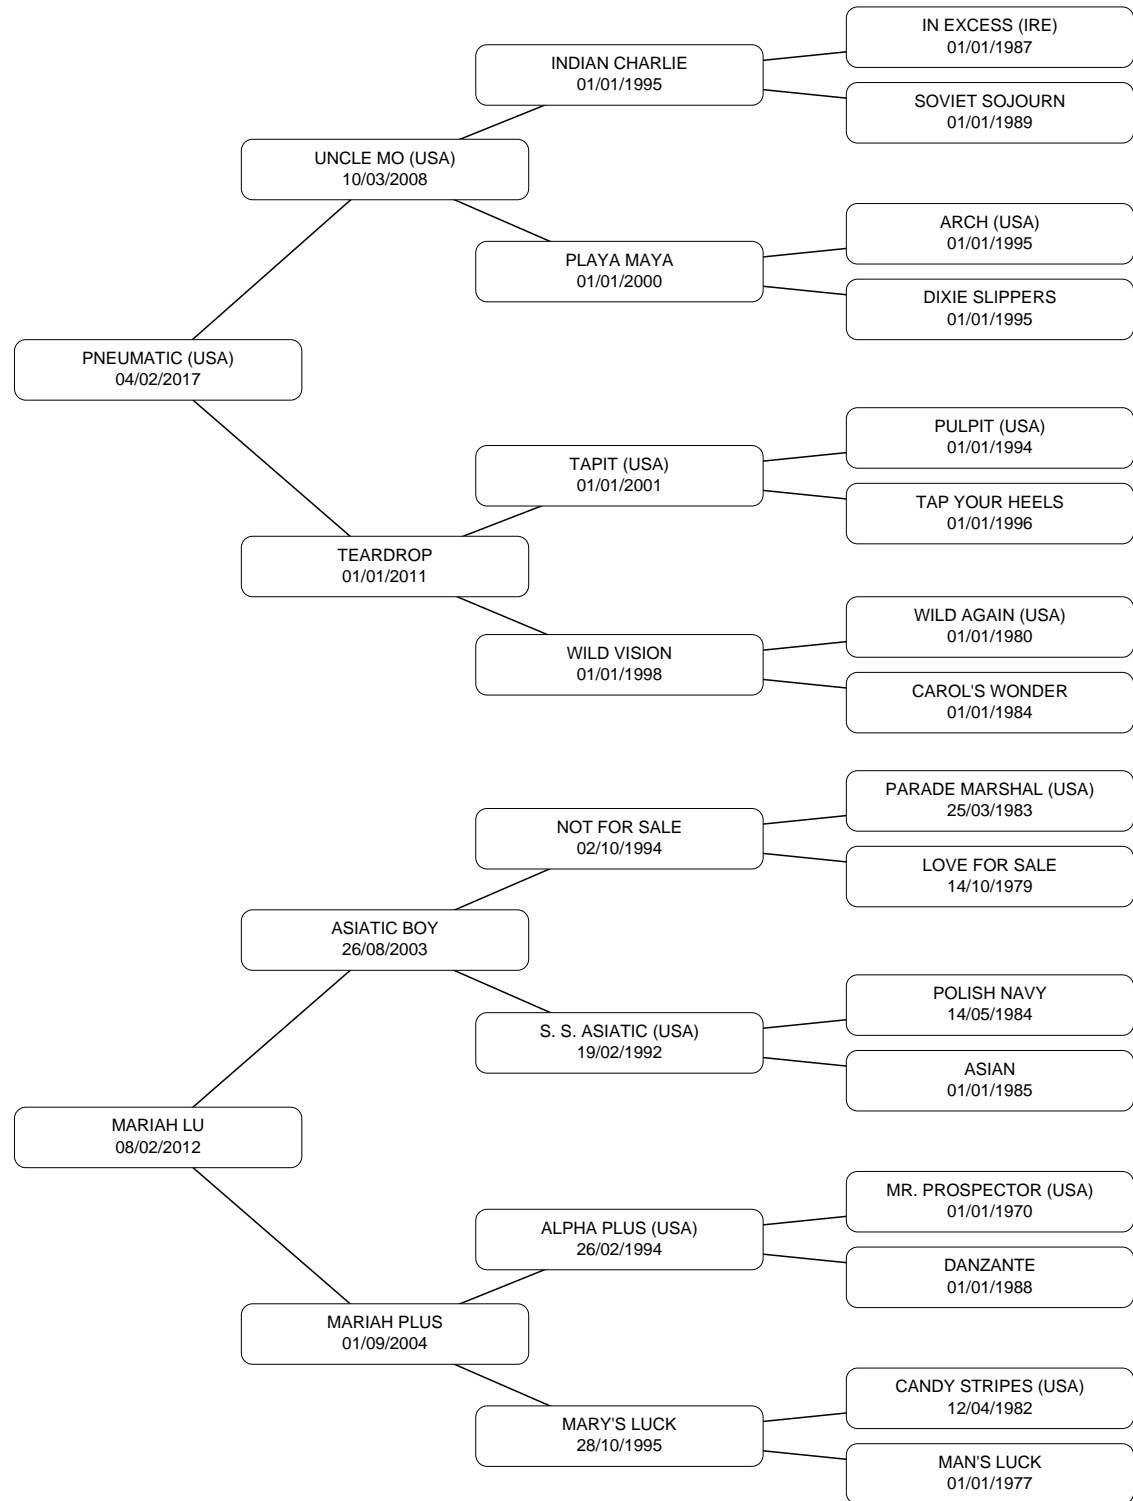 IN EXCESS (IRE)
01/01/1987
INDIAN CHARLIE
01/01/1995
SOVIET SOJOURN
01/01/1989
UNCLE MO (USA)
10/03/2008
ARCH (USA)
01/01/1995
PLAYA MAYA
01/01/2000
DIXIE SLIPPERS
01/01/1995
PNEUMATIC (USA)
04/02/2017
PULPIT (USA)
01/01/1994
TAPIT (USA)
01/01/2001
TAP YOUR HEELS
01/01/1996
TEARDROP
01/01/2011
WILD AGAIN (USA)
01/01/1980
WILD VISION
01/01/1998
CAROL'S WONDER
01/01/1984
PARADE MARSHAL (USA)
25/03/1983
NOT FOR SALE
02/10/1994
LOVE FOR SALE
14/10/1979
ASIATIC BOY
26/08/2003
POLISH NAVY
14/05/1984
S. S. ASIATIC (USA)
19/02/1992
ASIAN
01/01/1985
MARIAH LU
08/02/2012
MR. PROSPECTOR (USA)
01/01/1970
ALPHA PLUS (USA)
26/02/1994
DANZANTE
01/01/1988
MARIAH PLUS
01/09/2004
CANDY STRIPES (USA)
12/04/1982
MARY'S LUCK
28/10/1995
MAN'S LUCK
01/01/1977